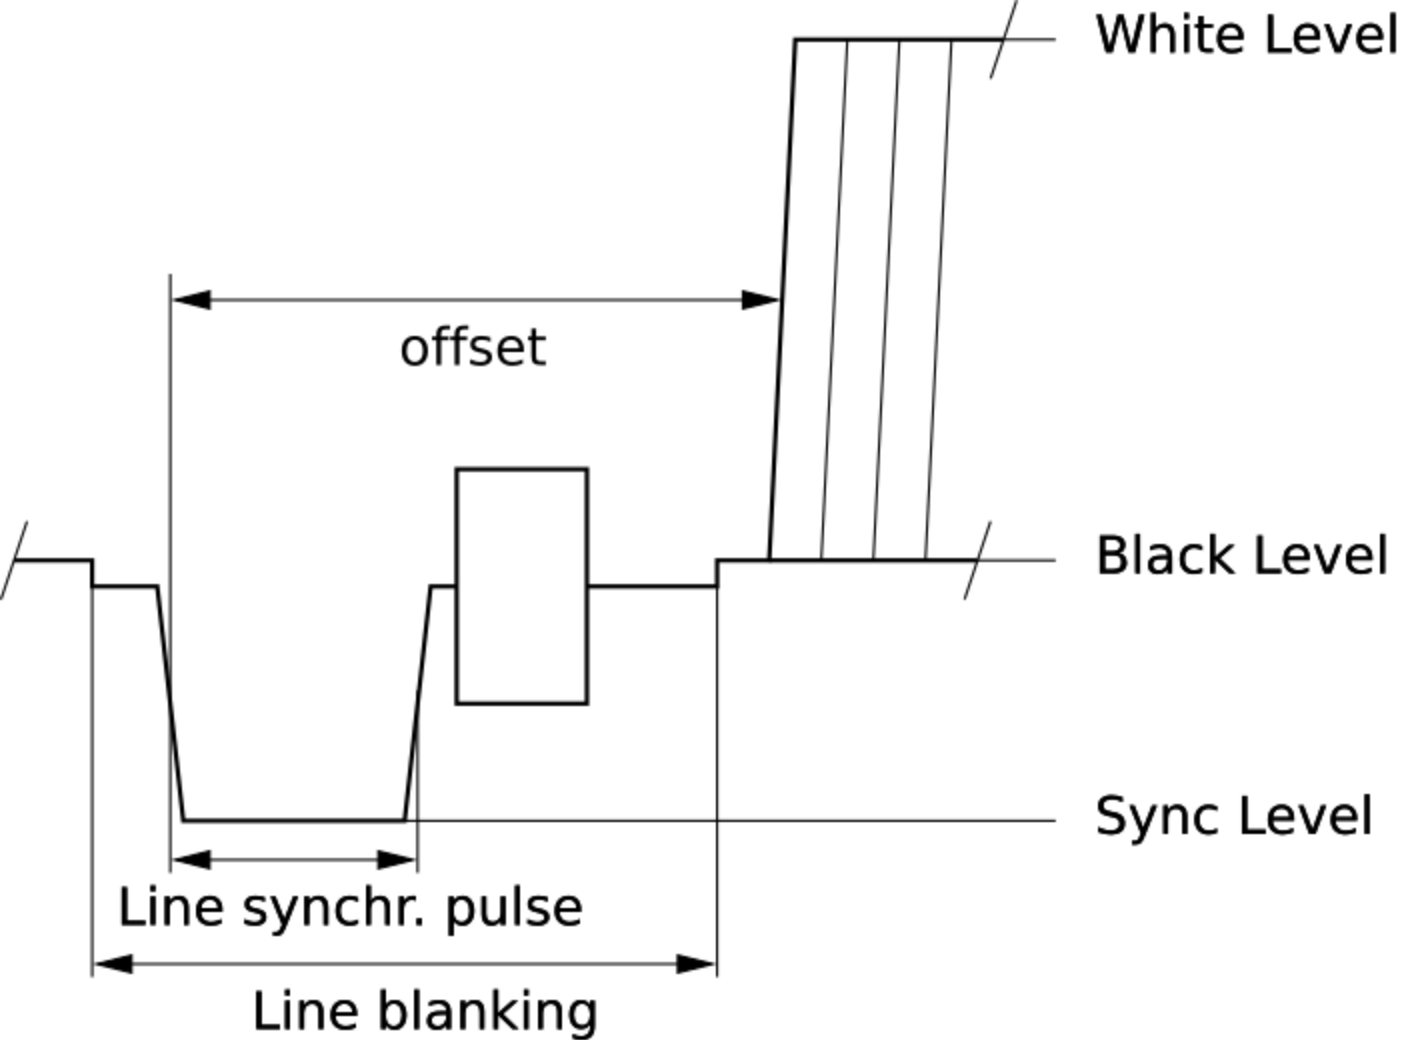 White Level
offset
Black Level
Sync Level
Line synchr. pulse
Line blanking